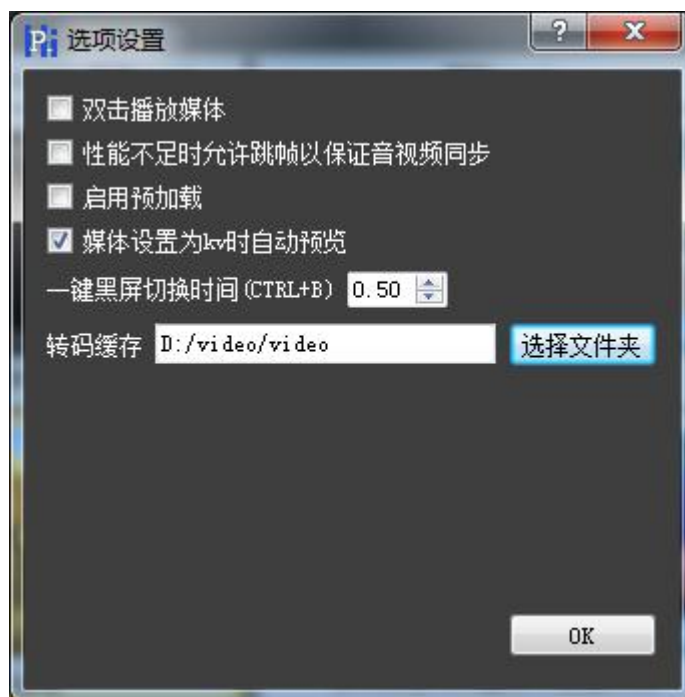 选项设置
双击播放媒体
性能不足时允许跳帧以保证音视频同步
启用预加载
媒体设置为kv时自动预览
一键黑屏切换时间(CTRL+B) 0.50
转码缓存 D:/video/video 选择文件夹
OK